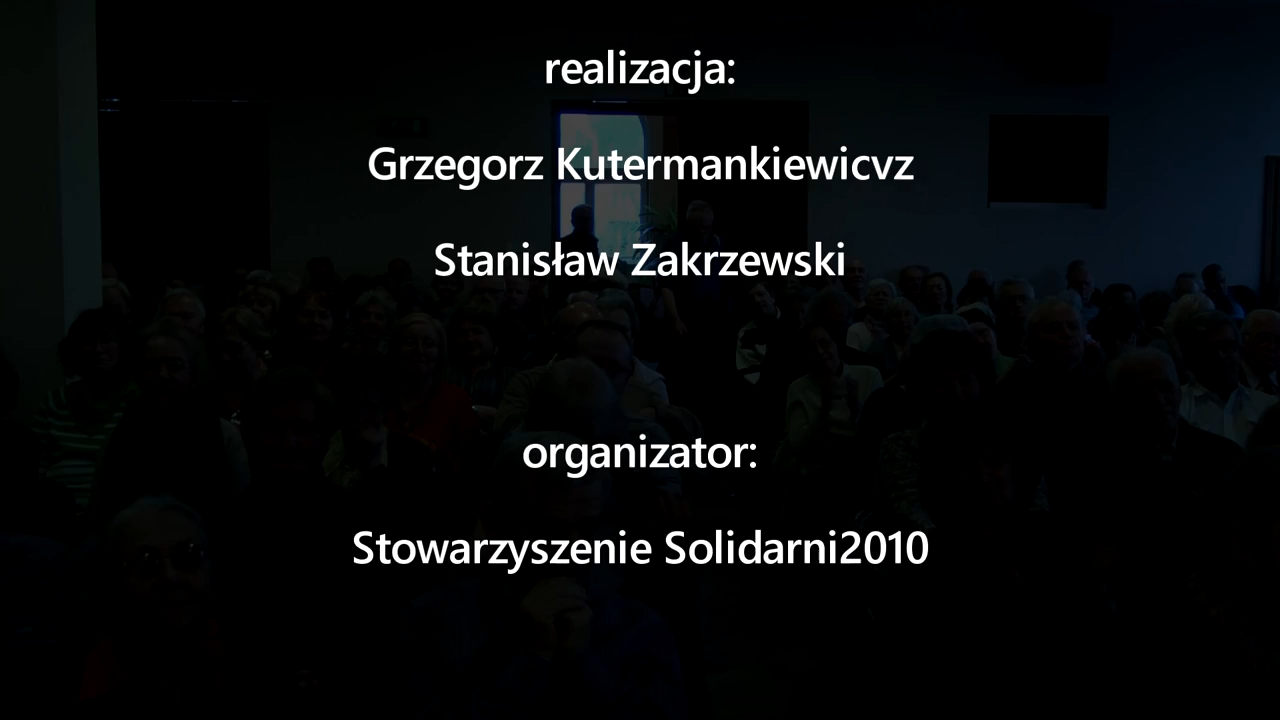 realizacja:
Grzegorz Kutermankiewicvz
Stanisław Zakrzewski
organizator:
Stowarzyszenie Solidarni2010